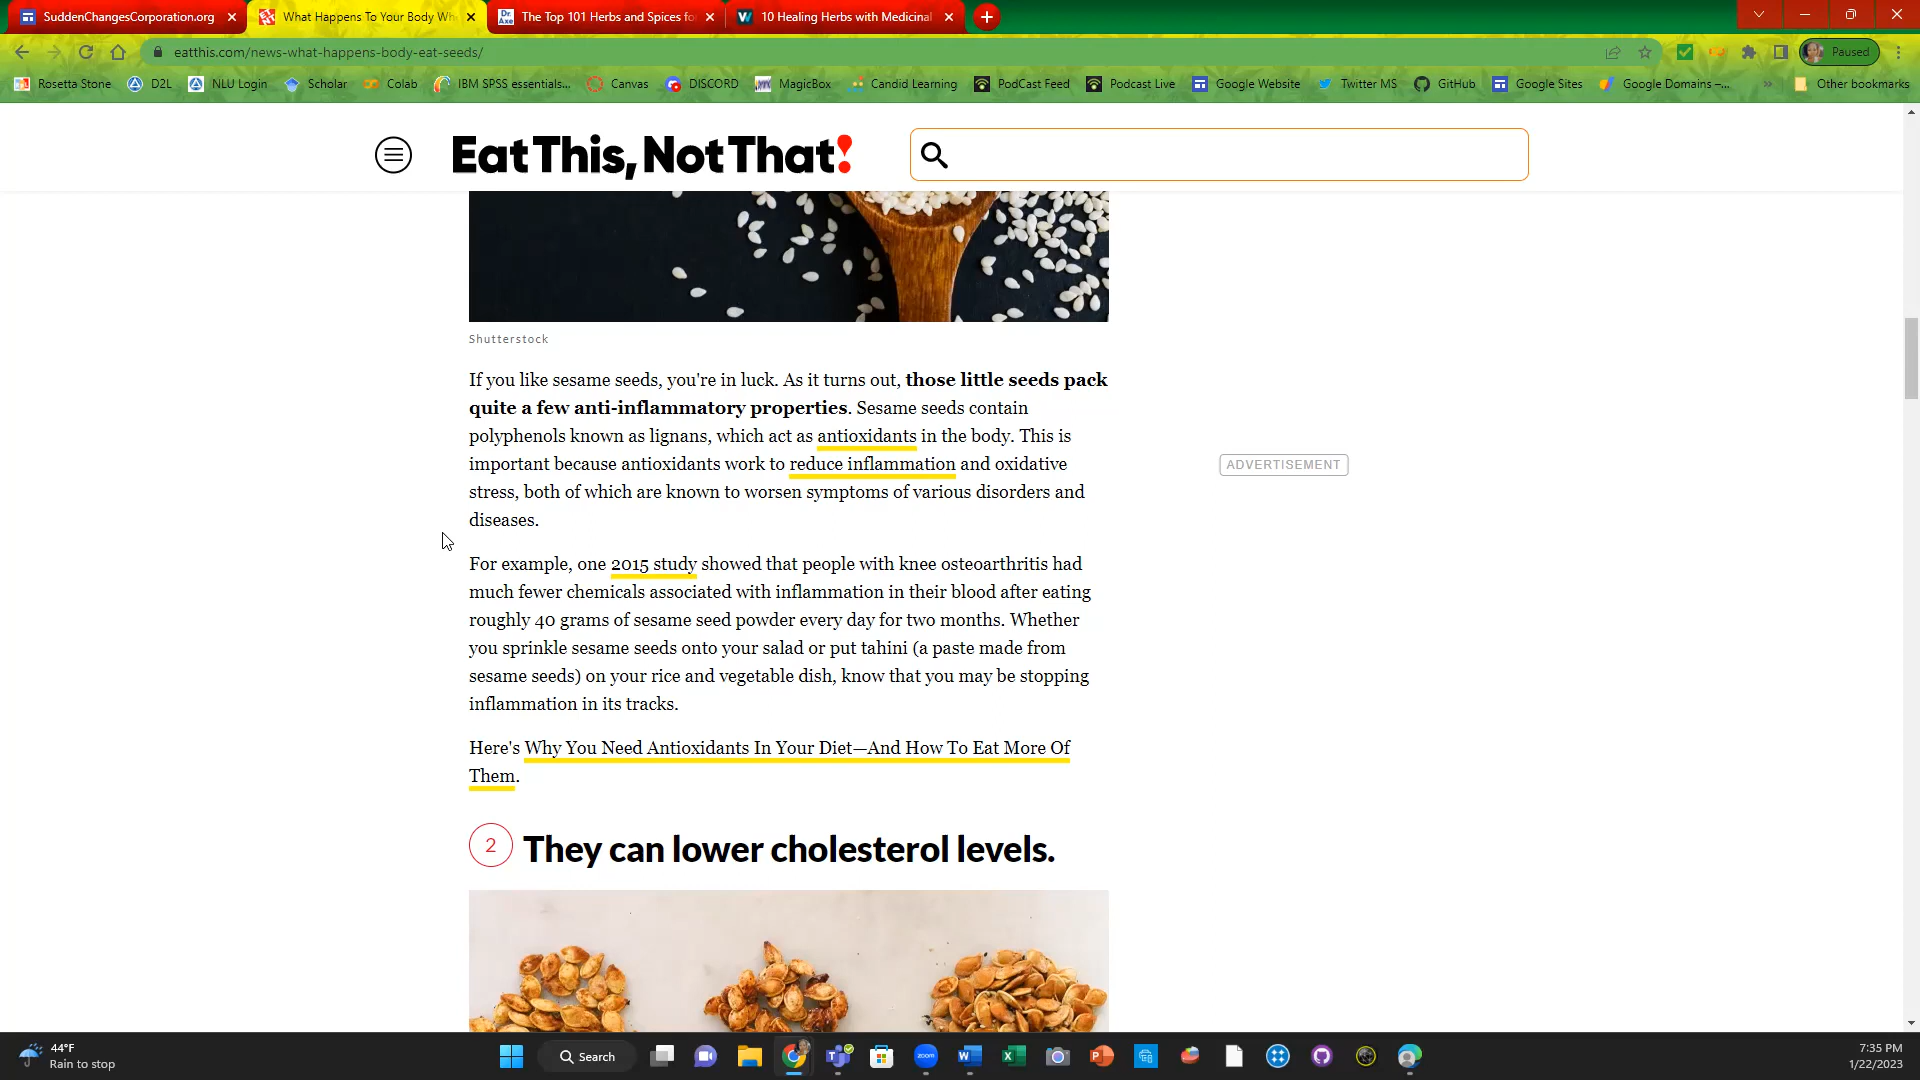 SuddenChangesCorporation.org
What Happens To Your Body Wh
The Top 101 Herbs and Spices fo
10 Healing Herbs with Medicinal
eatthis.com/news-what-happens-body-eat-seeds/
Paused
Rosetta Stone
D2L
NLU Login
Scholar
Colab
IBM SPSS essentials...
Canvas
DISCORD
MagicBox
Candid Learning
PodCast Feed
Podcast Live
Google Website
Twitter MS
GitHub
Google Sites
Google Domains –...
»
Other bookmarks
Eat This, Not That!
Shutterstock
If you like sesame seeds, you're in luck. As it turns out, those little seeds pack
quite a few anti-inflammatory properties. Sesame seeds contain
polyphenols known as lignans, which act as antioxidants in the body. This is
important because antioxidants work to reduce inflammation and oxidative
stress, both of which are known to worsen symptoms of various disorders and
diseases.
ADVERTISEMENT
For example, one 2015 study showed that people with knee osteoarthritis had
much fewer chemicals associated with inflammation in their blood after eating
roughly 40 grams of sesame seed powder every day for two months. Whether
you sprinkle sesame seeds onto your salad or put tahini (a paste made from
sesame seeds) on your rice and vegetable dish, know that you may be stopping
inflammation in its tracks.
Here's Why You Need Antioxidants In Your Diet—And How To Eat More Of
Them.
2 They can lower cholesterol levels.
44°F
Rain to stop
Search
zoom
7:35 PM
1/22/2023